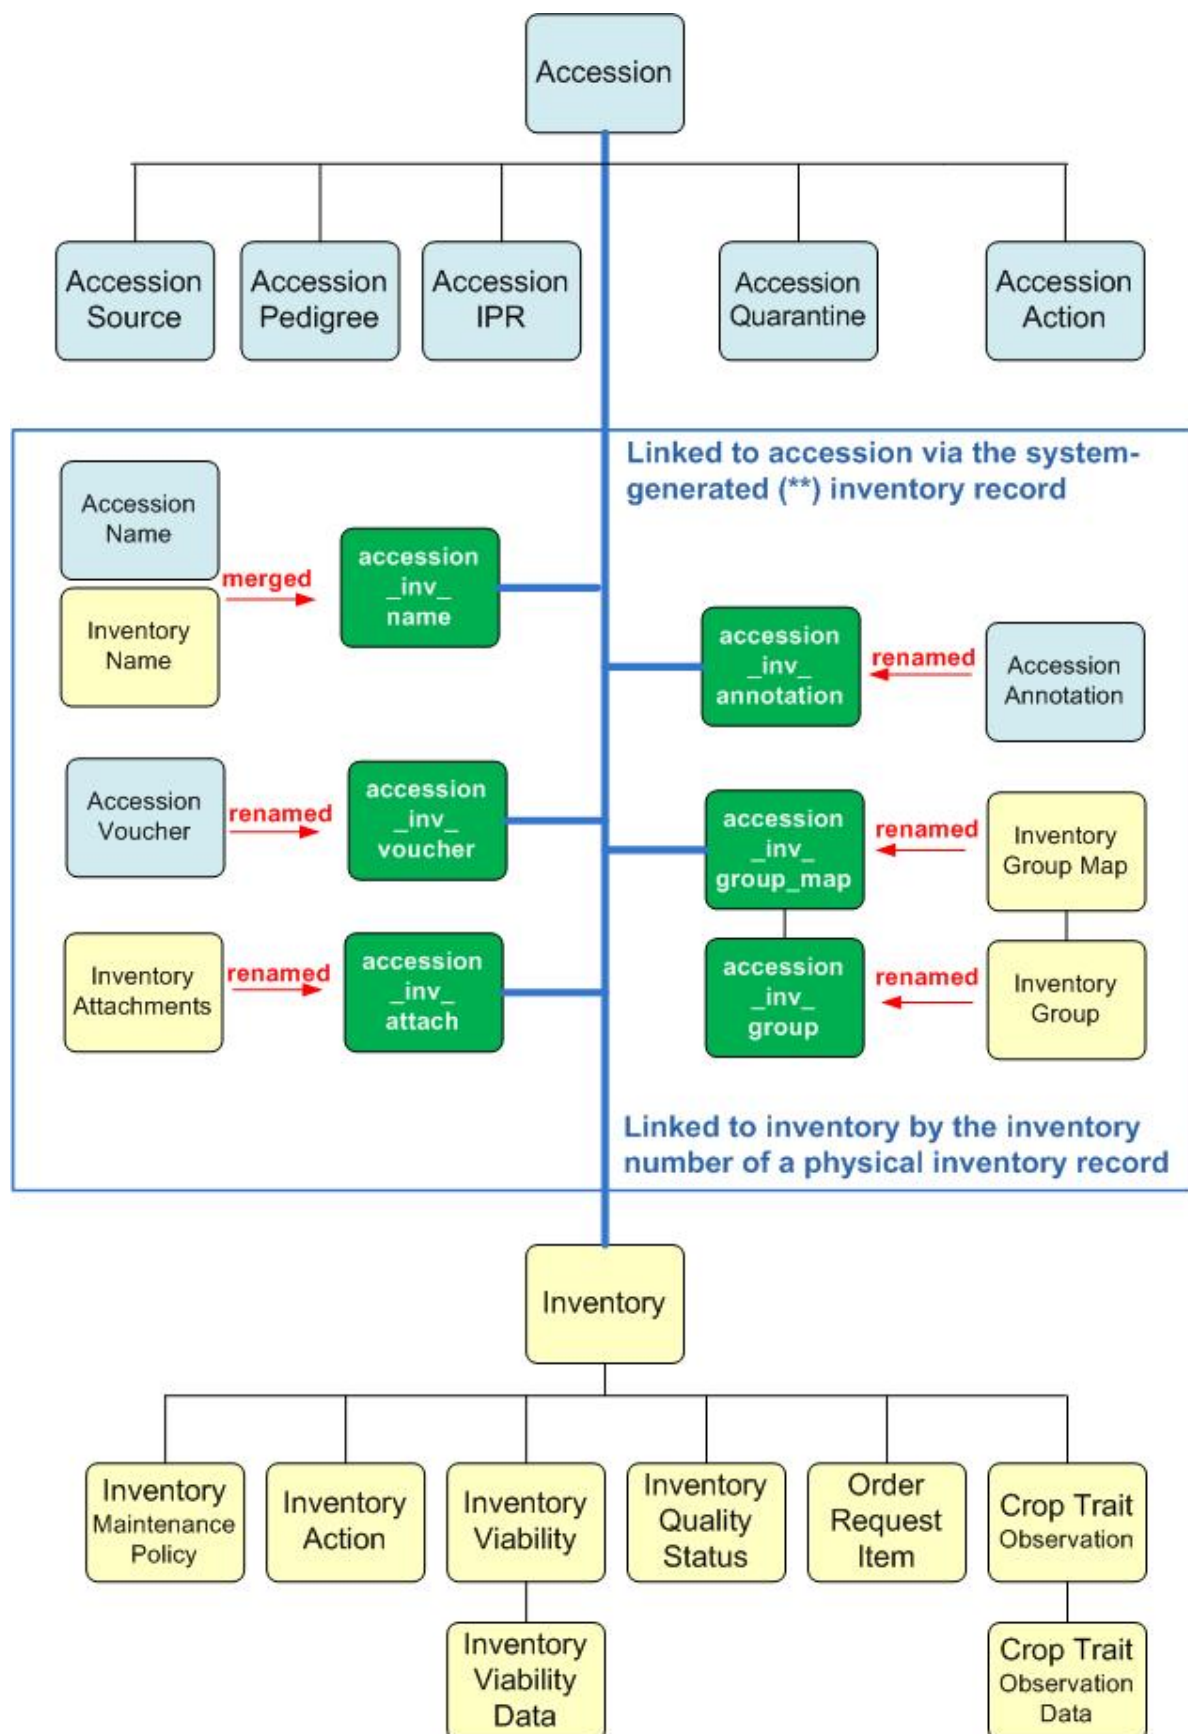 Accession
Accession
Source
Accession
Pedigree
Accession
IPR
Accession
Quarantine
Accession
Action
Linked to accession via the system-
generated (**) inventory record
Accession
Name
merged
accession
_inv_
name
Inventory
Name
accession
_inv_
annotation
renamed
Accession
Annotation
Accession
Voucher
renamed
accession
_inv_
voucher
accession
_inv_
group_map
renamed
Inventory
Group Map
Inventory
Attachments
renamed
accession
_inv_
attach
accession
_inv_
group
renamed
Inventory
Group
Linked to inventory by the inventory
number of a physical inventory record
Inventory
Inventory
Maintenance
Policy
Inventory
Action
Inventory
Viability
Inventory
Quality
Status
Order
Request
Item
Crop Trait
Observation
Inventory
Viability
Data
Crop Trait
Observation
Data